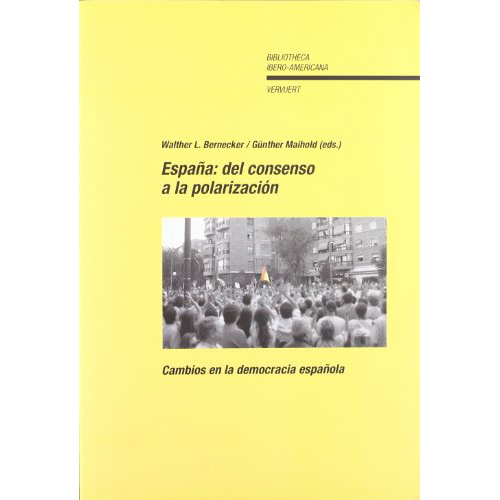 BIBLIOTHECA
IBERO-AMERICANA
VERVUERT
Walther L. Bernecker / Günther Maihold (eds.)
España: del consenso
a la polarización
Cambios en la democracia española